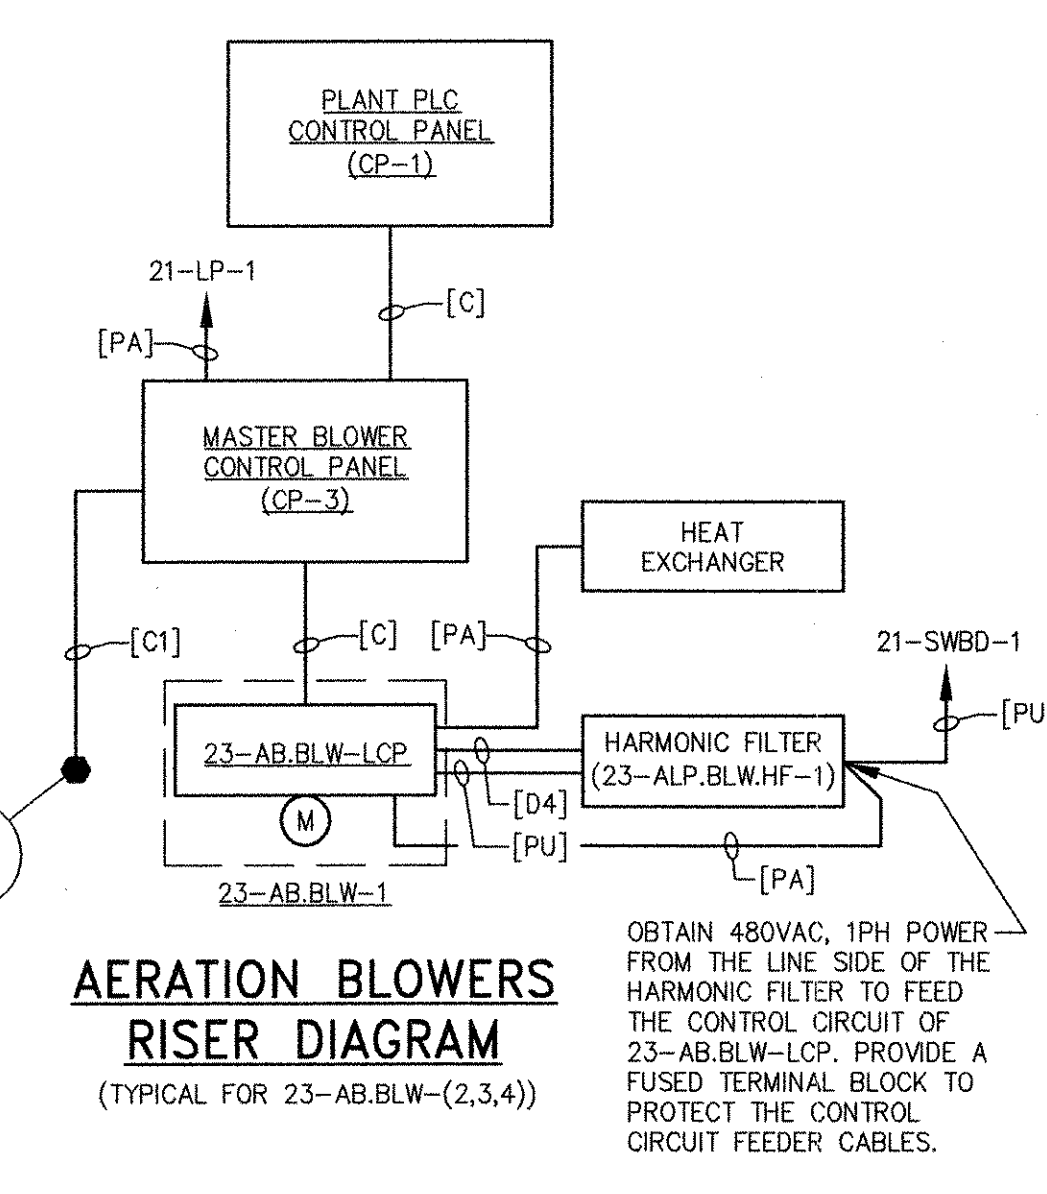 PLANT PLC
CONTROL PANEL
(CP-1)
21-LP-1
[C]
[PA]
MASTER BLOWER
CONTROL PANEL
(CP-3)
HEAT
EXCHANGER
[C1]
[C]
[PA]
21-SWBD-1
[PU
23-AB.BLW-LCP
HARMONIC FILTER
(23-ALP.BLW.HF-1)
[D4]
M
[PU]
[PA]
23-AB.BLW-1
OBTAIN 480VAC, 1PH POWER
FROM THE LINE SIDE OF THE
HARMONIC FILTER TO FEED
THE CONTROL CIRCUIT OF
23-AB.BLW-LCP. PROVIDE A
FUSED TERMINAL BLOCK TO
PROTECT THE CONTROL
CIRCUIT FEEDER CABLES.
AERATION BLOWERS
RISER DIAGRAM
(TYPICAL FOR 23-AB.BLW-(2,3,4))